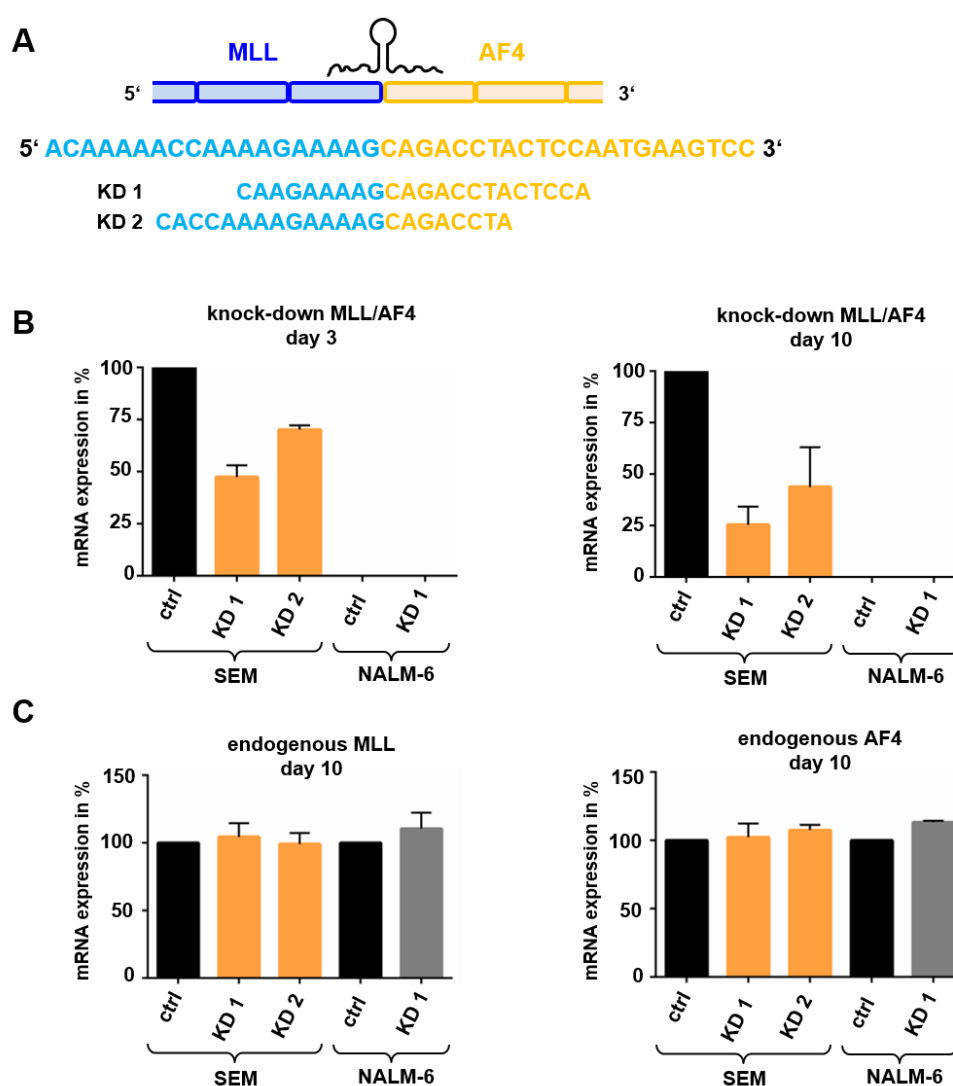 A
MLL AF4
5‘ 3‘
5‘ ACAAAAACCAAAAGAAAAGCAGACCTACTCCAATGAAGTCC 3‘
KD 1 CAAGAAAAGCAGACCTACTCCA
KD 2 CACCAAAAGAAAAGCAGACCTA
B
knock-down MLL/AF4
day 3
mRNA expression in %
100
75
50
25
0
ctrl KD 1 KD 2 ctrl KD 1
SEM NALM-6
knock-down MLL/AF4
day 10
mRNA expression in %
100
75
50
25
0
ctrl KD 1 KD 2 ctrl KD 1
SEM NALM-6
C
endogenous MLL
day 10
mRNA expression in %
150
100
50
0
ctrl KD 1 KD 2 ctrl KD 1
SEM NALM-6
endogenous AF4
day 10
mRNA expression in %
150
100
50
0
ctrl KD 1 KD 2 ctrl KD 1
SEM NALM-6